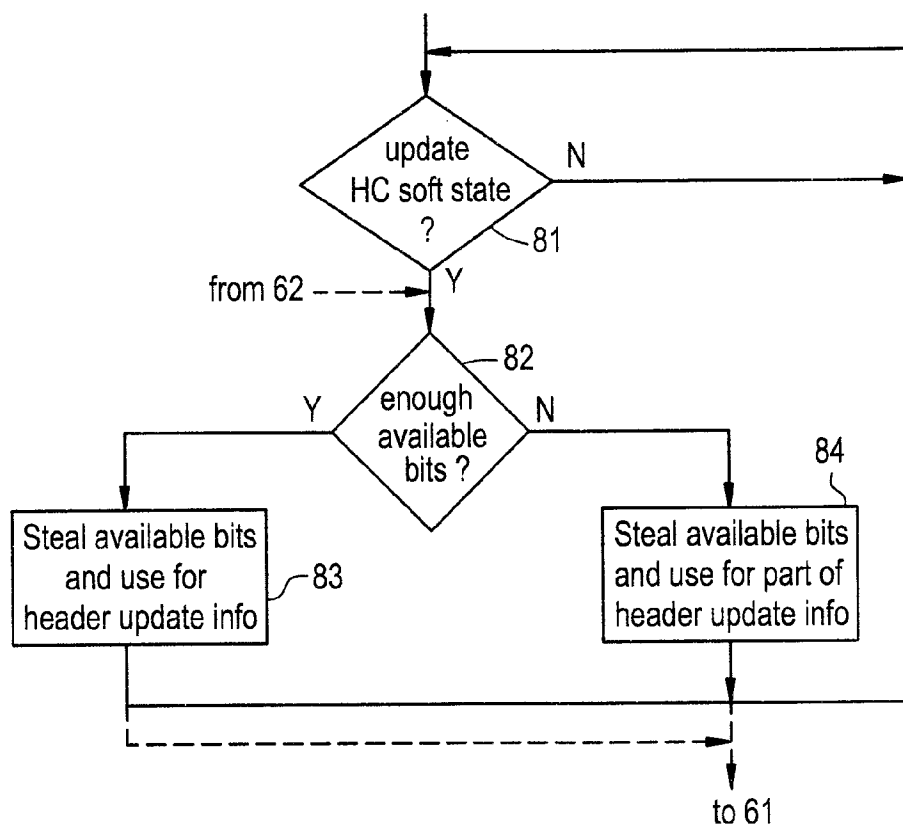 update
HC soft state
?
N
81
Y
from 62
82
Y
enough
available
bits ?
N
84
Steal available bits
and use for
header update info
83
Steal available bits
and use for part of
header update info
to 61